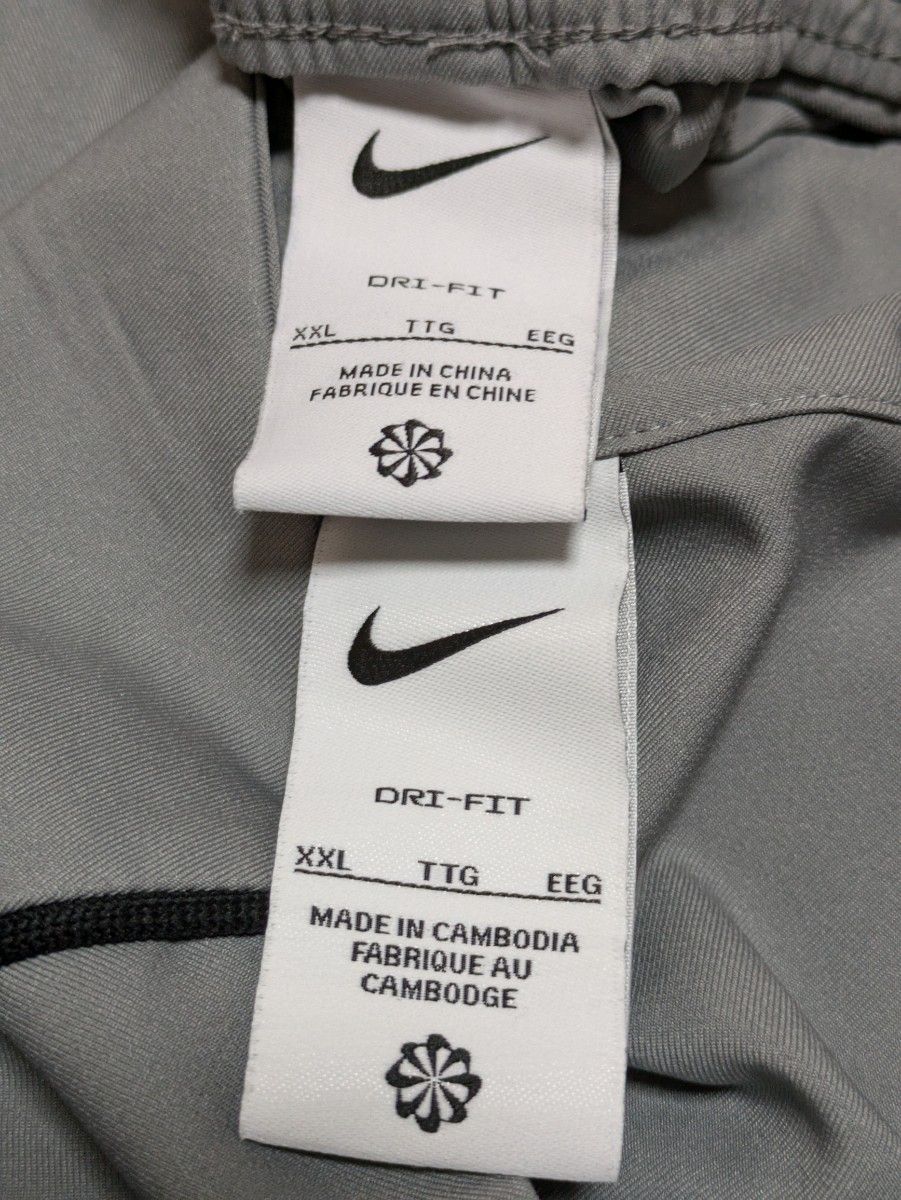 DRI-FIT
XXL TTG EEG
MADE IN CHINA
FABRIQUE EN CHINE
DRI-FIT
XXL TTG EEG
MADE IN CAMBODIA
FABRIQUE AU
CAMBODGE